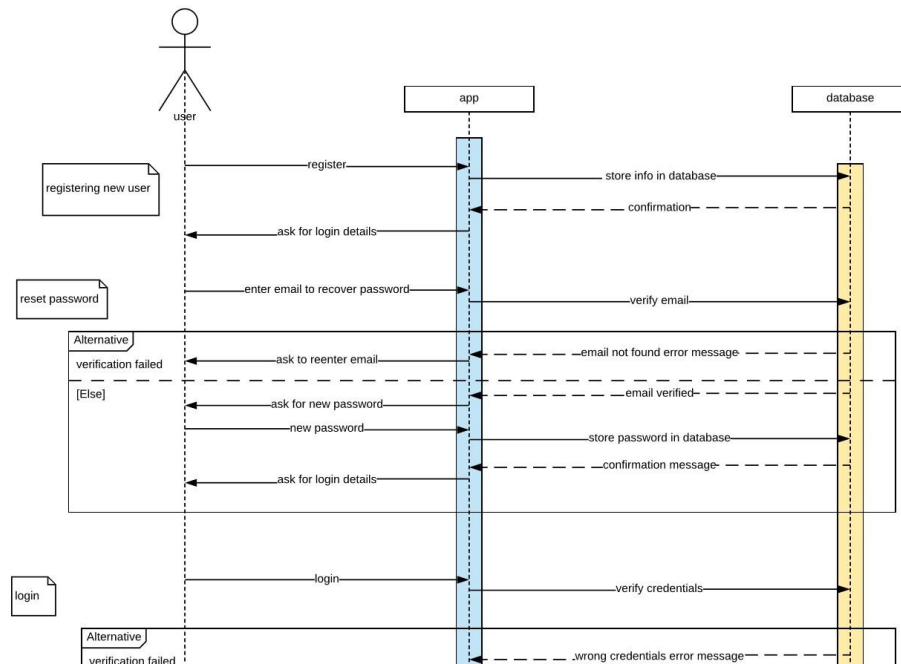 user
app
database
register
registering new user
store info in database
confirmation
ask for login details
enter email to recover password
reset password
verify email
Alternative
verification failed
email not found error message
ask to reenter email
[Else]
email verified
ask for new password
new password
store password in database
confirmation message
ask for login details
login
login
verify credentials
Alternative
wrong credentials error message
verification failed